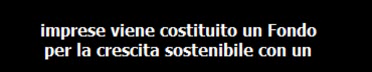 imprese viene costituito un Fondo
per la crescita sostenibile con un